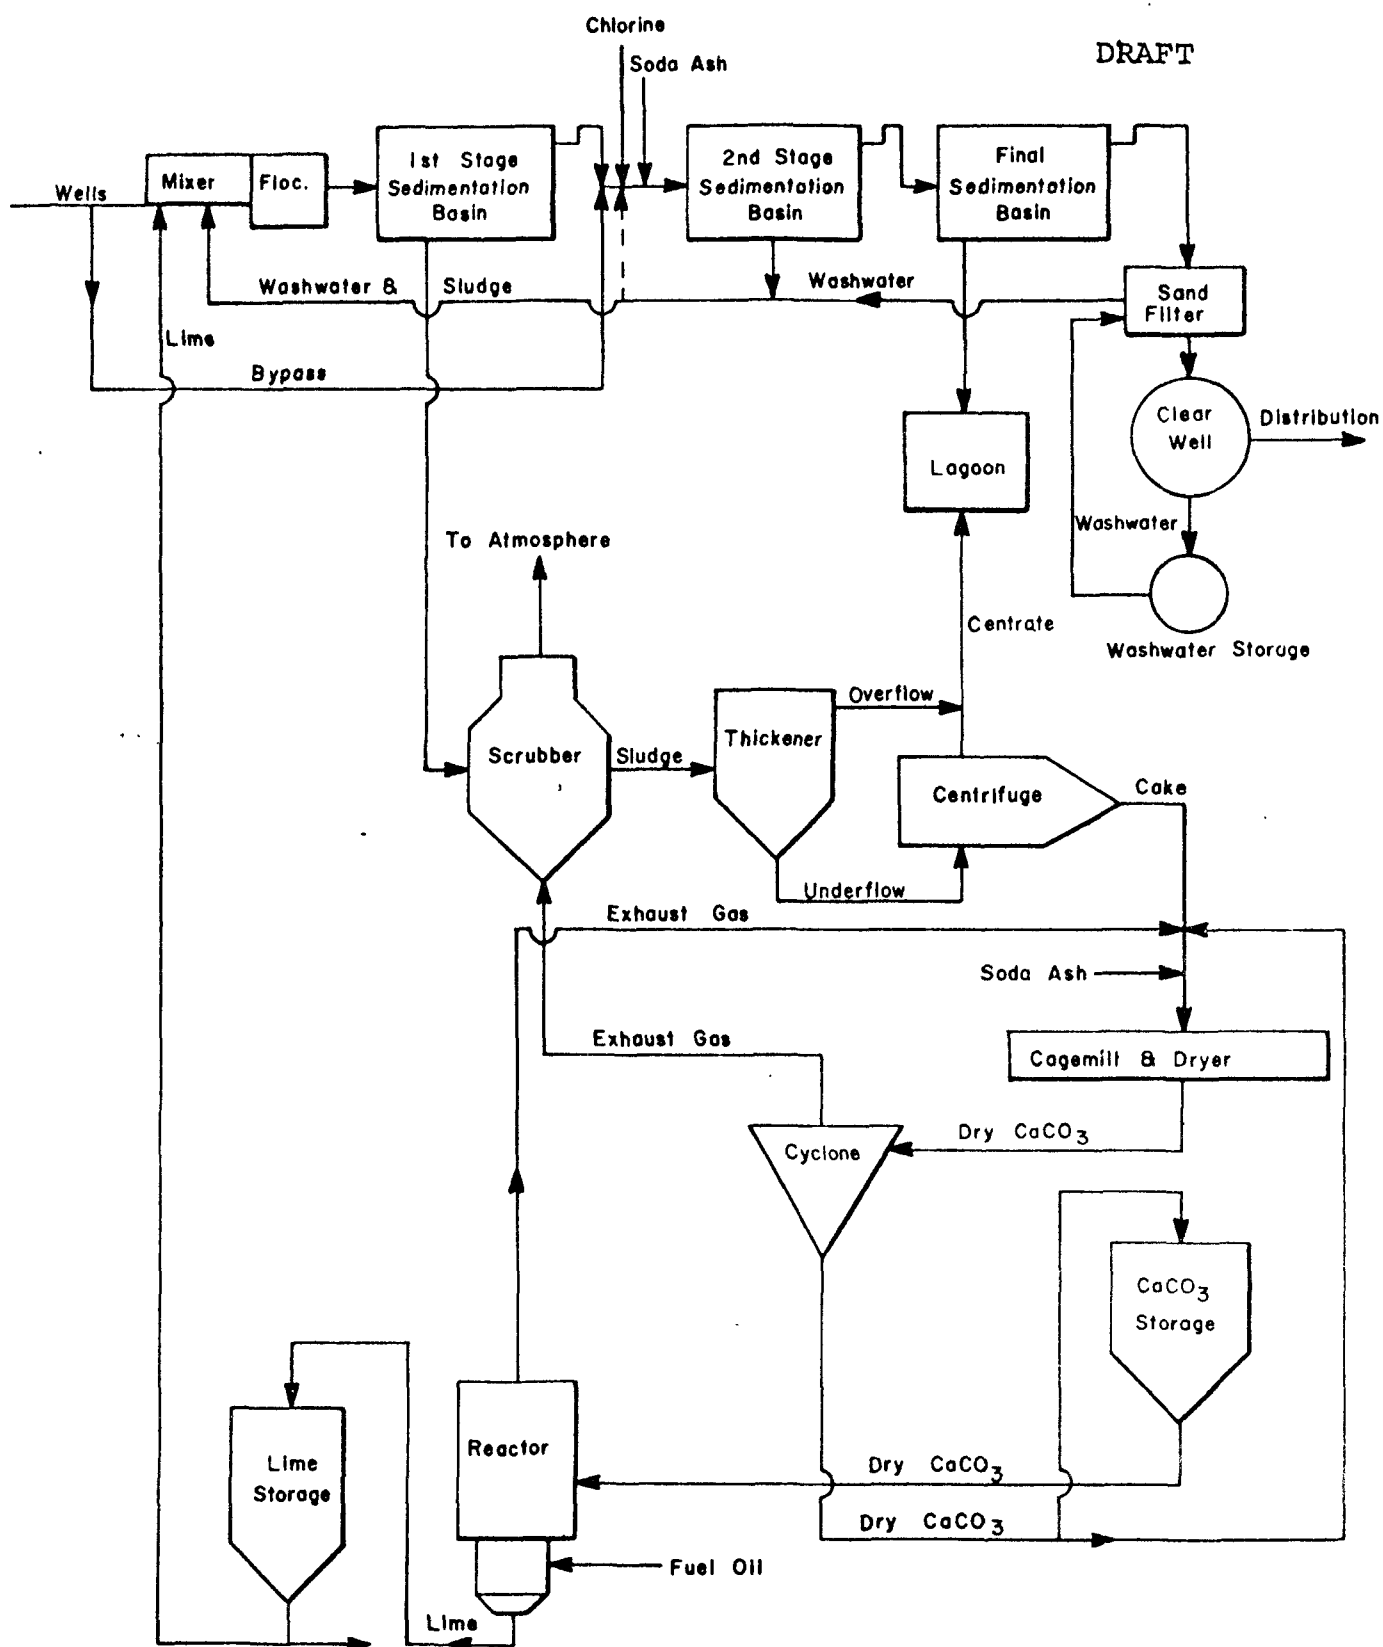 Chlorine
DRAFT
Soda Ash
1st Stage
Sedimentation
Basin
2nd Stage
Sedimentation
Basin
Final
Sedimentation
Basin
Wells
Mixer
Floc.
Washwater & Sludge
Washwater
Sand
Filter
Lime
Bypass
Clear
Well
Distribution
Lagoon
Washwater
To Atmosphere
Centrate
Washwater Storage
Overflow
Thickener
Scrubber
Sludge
Centrifuge
Cake
Underflow
Exhaust Gas
Soda Ash
Exhaust Gas
Cagemill & Dryer
Dry CaCO3
Cyclone
CaCO3
Storage
Reactor
Lime
Storage
Dry CaCO3
Dry CaCO3
Fuel Oil
Lime